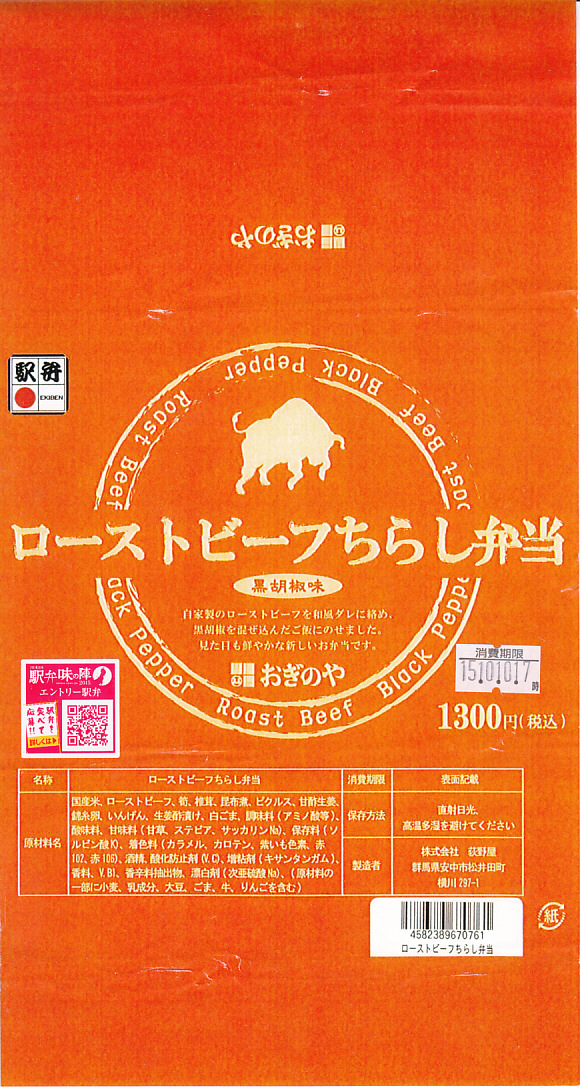 おぎのや
駅弁
EKIBEN
Roast Beef Black Pepper Roast Beef
ローストビーフちらし弁当
黒胡椒味
自家製のローストビーフを和風ダレに絡め、
黒胡椒を混ぜ込んだご飯にのせました。
見た目も鮮やかな新しいお弁当です。
おぎのや
Black Pepper Roast Beef Black Pepper
消費期限
15101017
時
1300円(税込)
駅弁味の陣2015
エントリー駅弁
駅弁を
食べて
応募!!
詳しくは
名称 ローストビーフちらし弁当 消費期限 表面記載
原材料名
国産米、ローストビーフ、筍、椎茸、昆布煮、ピクルス、甘酢生姜、
錦糸卵、いんげん、生姜酢漬け、白ごま、調味料(アミノ酸等)、
酸味料、甘味料(甘草、ステビア、サッカリンNa)、保存料(ソ
ルビン酸K)、着色料(カラメル、カロテン、紫いも色素、赤
102、赤106)、酒精、酸化防止剤(V.C)、増粘剤(キサンタンガム)、
香料、V.B1、香辛料抽出物、漂白剤(次亜硫酸Na)、(原材料の
一部に小麦、乳成分、大豆、ごま、牛、りんごを含む)
保存方法
直射日光、
高温多湿を避けてください
製造者
株式会社 荻野屋
群馬県安中市松井田町
横川297-1
4582389670761
ローストビーフちらし弁当
紙